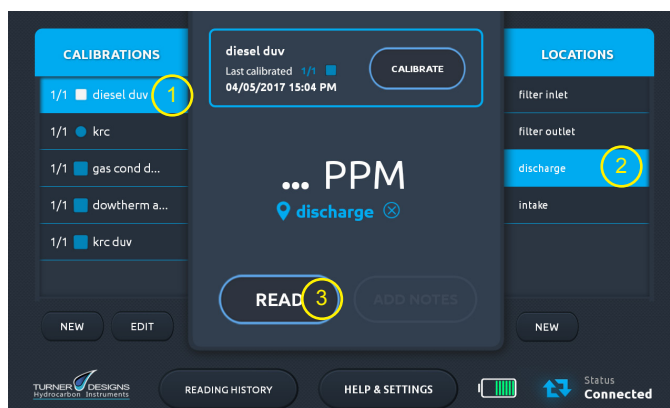 CALIBRATIONS
1/1 diesel duv 1
1/1 krc
1/1 gas cond d...
1/1 dowtherm a...
1/1 krc duv
NEW EDIT
diesel duv
Last calibrated 1/1
04/05/2017 15:04 PM
CALIBRATE
... PPM
discharge
READ 3 ADD NOTES
LOCATIONS
filter inlet
filter outlet
discharge 2
intake
NEW
TURNER DESIGNS
Hydrocarbon Instruments
READING HISTORY
HELP & SETTINGS
Status
Connected